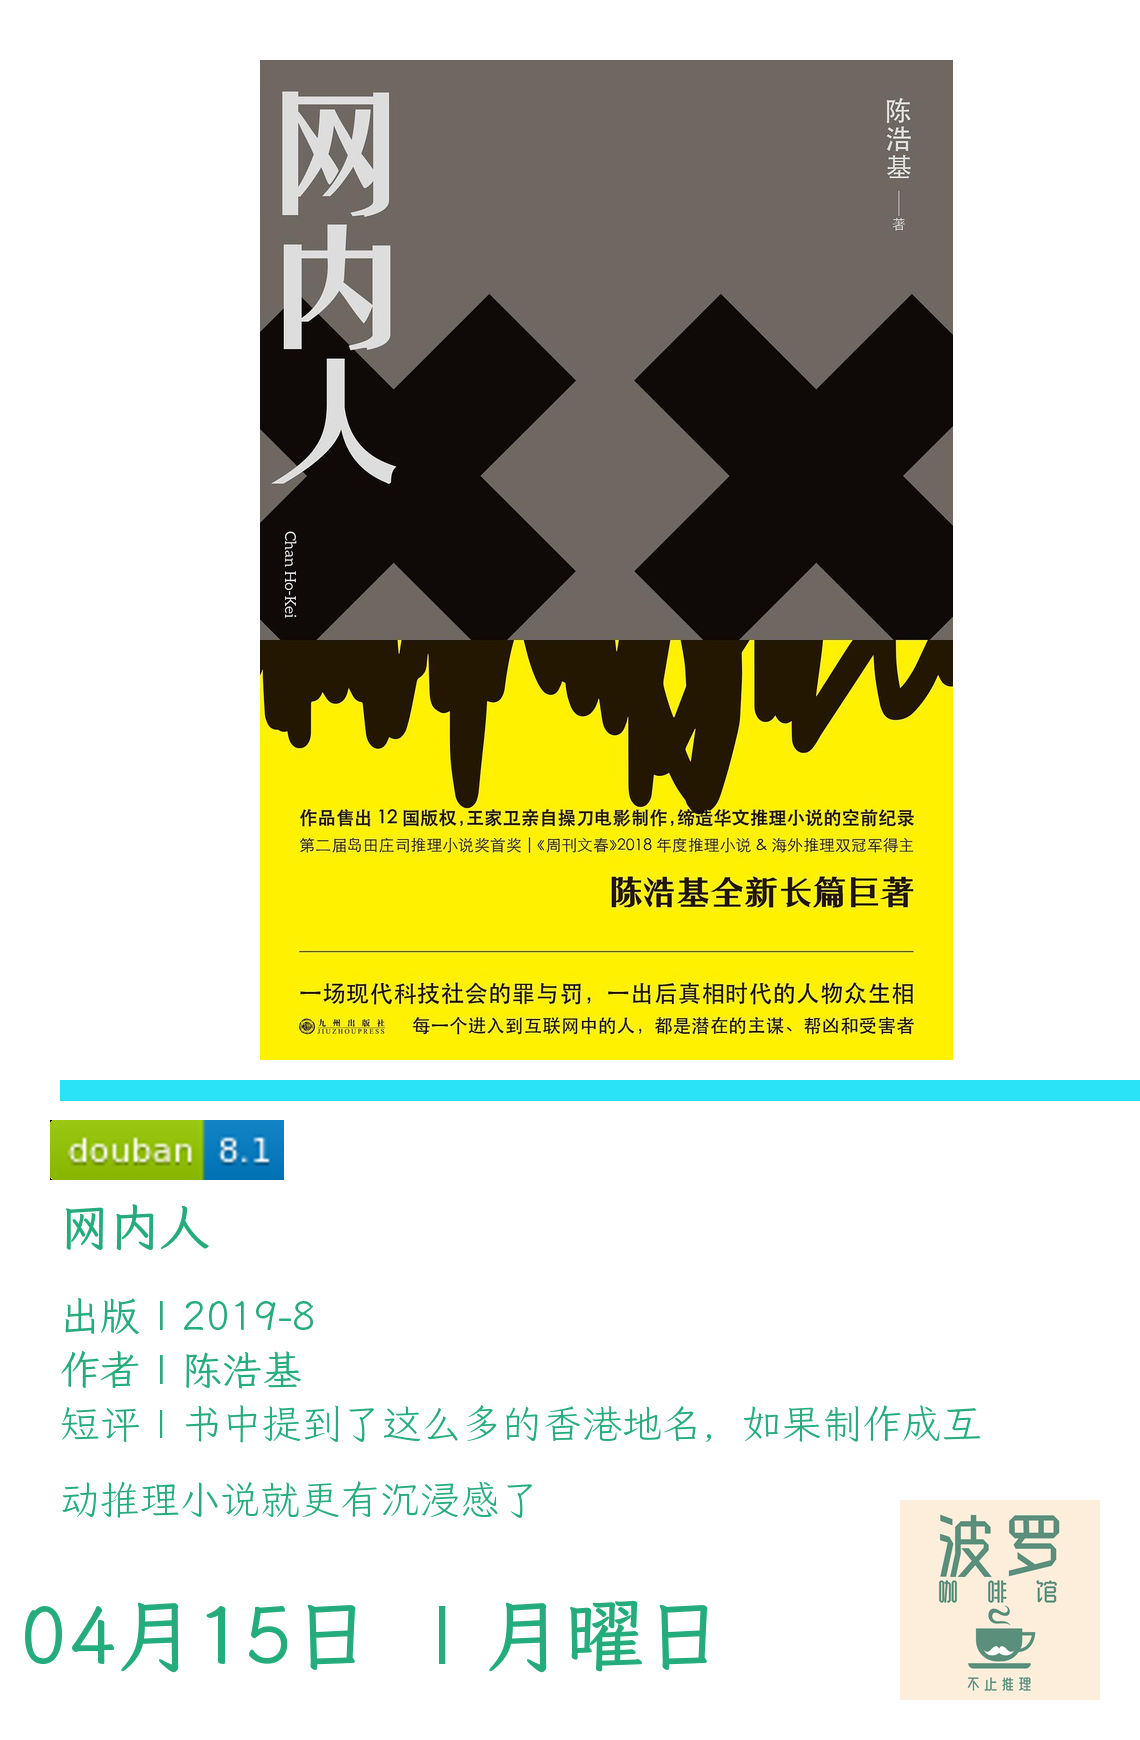 网内人
陈浩基 — 著
Chan Ho-Kei
作品售出 12 国版权,王家卫亲自操刀电影制作,缔造华文推理小说的空前纪录
第二届岛田庄司推理小说奖首奖 | 《周刊文春》2018 年度推理小说 & 海外推理双冠军得主
陈浩基全新长篇巨著
一场现代科技社会的罪与罚，一出后真相时代的人物众生相
九州出版社
JIUZHOUPRESS
每一个进入到互联网中的人，都是潜在的主谋、帮凶和受害者
douban 8.1
网内人
出版 | 2019-8
作者 | 陈浩基
短评 | 书中提到了这么多的香港地名，如果制作成互
动推理小说就更有沉浸感了
04月15日 | 月曜日
波罗
咖啡馆
不止推理